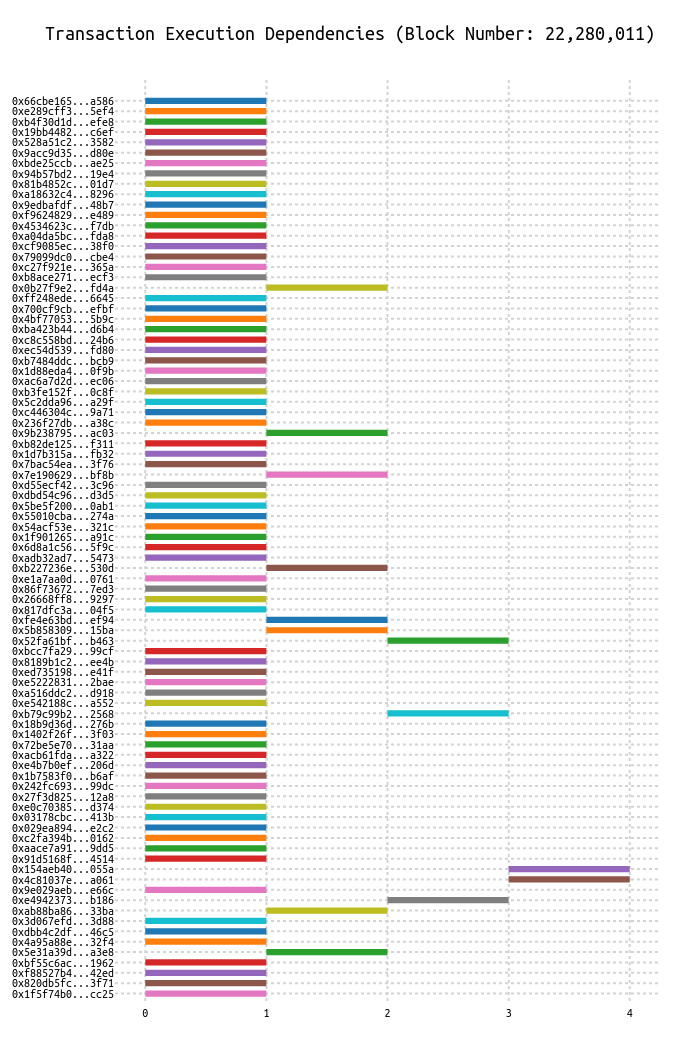 Transaction Execution Dependencies (Block Number: 22,280,011)
0x66cbe165...a586
0xe289cff3...5ef4
0xb4f30d1d...efe8
0x19bb4482...c6ef
0x528a51c2...3582
0x9acc9d35...d80e
0xbde25ccb...ae25
0x94b57bd2...19e4
0x81b4852c...01d7
0xa18632c4...8296
0x9edbafdf...48b7
0xf9624829...e489
0x4534623c...f7db
0xa04da5bc...fda8
0xcf9085ec...38f0
0x79099dc0...cbe4
0xc27f921e...365a
0xb8ace271...ecf3
0x0b27f9e2...fd4a
0xff248ede...6645
0x700cf9cb...efbf
0x4bf77053...5b9c
0xba423b44...d6b4
0xc8c558bd...24b6
0xec54d539...fd80
0xb7484ddc...bcb9
0x1d88eda4...0f9b
0xac6a7d2d...ec06
0xb3fe152f...0c8f
0x5c2dda96...a29f
0xc446304c...9a71
0x236f27db...a38c
0x9b238795...ac03
0xb82de125...f311
0x1d7b315a...fb32
0x7bac54ea...3f76
0x7e190629...bf8b
0xd55ecf42...3c96
0xdbd54c96...d3d5
0x5be5f200...0ab1
0x55010cba...274a
0x54acf53e...321c
0x1f901265...a91c
0x6d8a1c56...5f9c
0xadb32ad7...5473
0xb227236e...530d
0xe1a7aa0d...0761
0x86f73672...7ed3
0x26668ff8...9297
0x817dfc3a...04f5
0xfe4e63bd...ef94
0x5b858309...15ba
0x52fa61bf...b463
0xbcc7fa29...99cf
0x8189b1c2...ee4b
0xed735198...e41f
0xe5222831...2bae
0xa516ddc2...d918
0xe542188c...a552
0xb79c99b2...2568
0x18b9d36d...276b
0x1402f26f...3f03
0x72be5e70...31aa
0xacb61fda...a322
0xe4b7b0ef...206d
0x1b7583f0...b6af
0x242fc693...99dc
0x27f3d825...12a8
0xe0c70385...d374
0x03178cbc...413b
0x029ea894...e2c2
0xc2fa394b...0162
0xaace7a91...9dd5
0x91d5168f...4514
0x154aeb40...055a
0x4c81037e...a061
0x9e029aeb...e66c
0xe4942373...b186
0xab88ba86...33ba
0x3d067efd...3d88
0xdbb4c2df...46c5
0x4a95a88e...32f4
0x5e31a39d...a3e8
0xbf55c6ac...1962
0xf88527b4...42ed
0x820db5fc...3f71
0x1f5f74b0...cc25
0 1 2 3 4